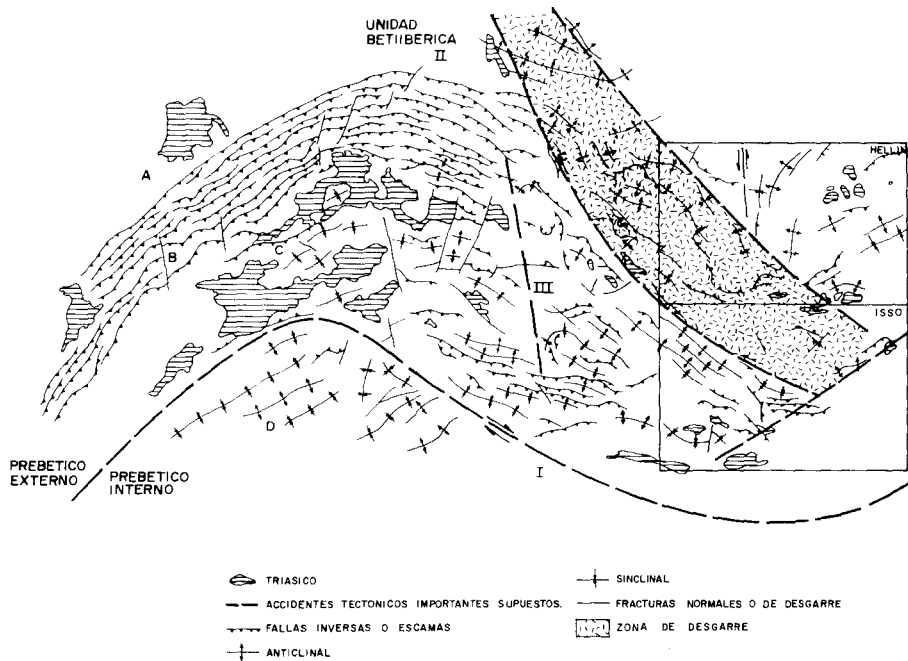 UNIDAD
BETIIBERICA
II
HELLIN
A
B
C
III
ISSO
D
PREBETICO
EXTERNO
PREBETICO
INTERNO
I
TRIASICO
ACCIDENTES TECTONICOS IMPORTANTES SUPUESTOS.
FALLAS INVERSAS O ESCAMAS
ANTICLINAL
SINCLINAL
FRACTURAS NORMALES O DE DESGARRE
ZONA DE DESGARRE